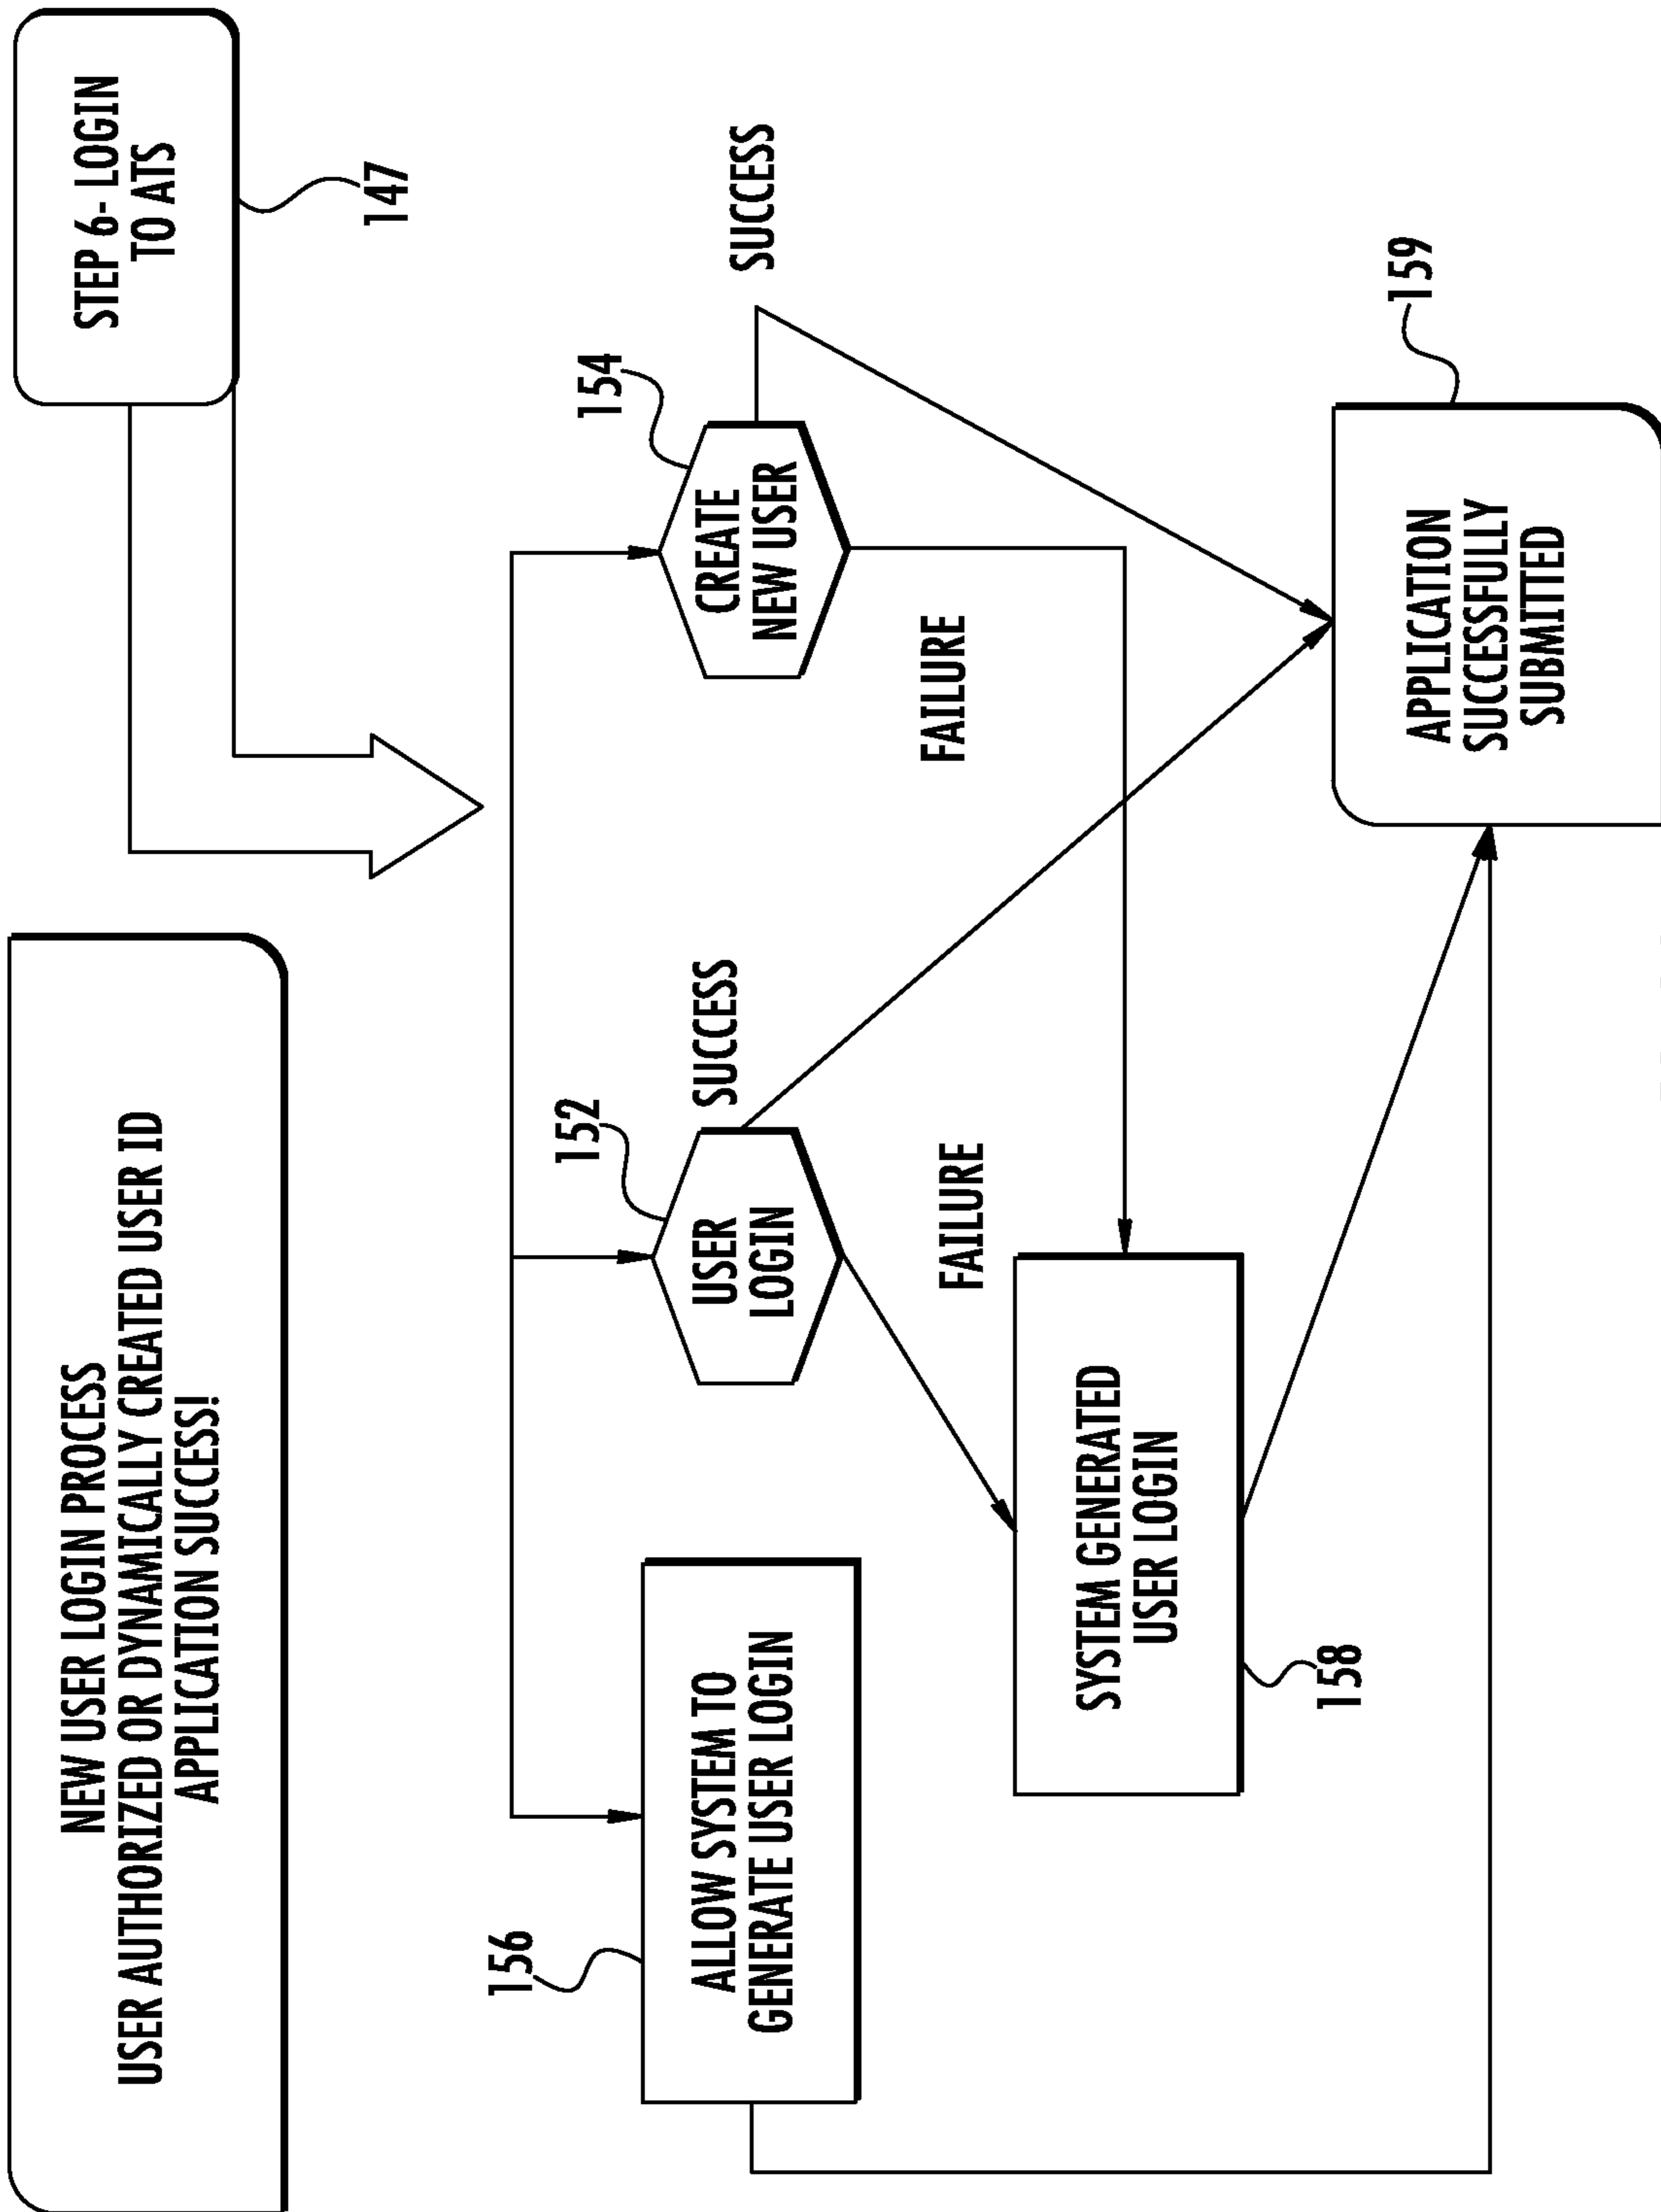 NEW USER LOGIN PROCESS
USER AUTHORIZED OR DYNAMICALLY CREATED USER ID
APPLICATION SUCCESS!
STEP 6- LOGIN
TO ATS
147
156
ALLOW SYSTEM TO
GENERATE USER LOGIN
152
USER
LOGIN
SUCCESS
154
CREATE
NEW USER
SUCCESS
FAILURE
FAILURE
SYSTEM GENERATED
USER LOGIN
158
159
APPLICATION
SUCCESSFULLY
SUBMITTED